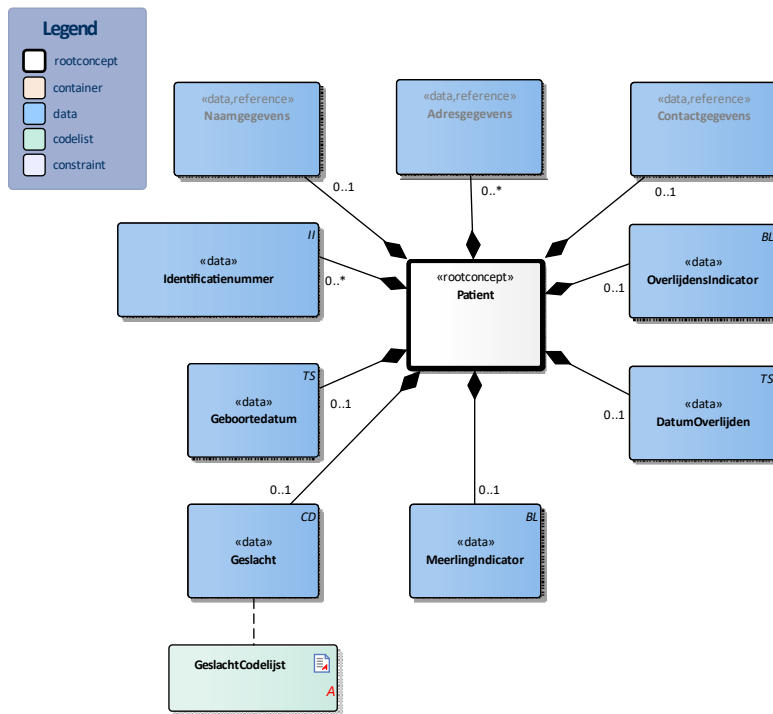 Legend
rootconcept
container
data
codelist
constraint
«data,reference»
Naamgegevens
«data,reference»
Adresgegevens
«data,reference»
Contactgegevens
0..1
0..*
0..1
II
«data»
Identificatienummer
0..*
«rootconcept»
Patient
BL
«data»
OverlijdensIndicator
0..1
TS
«data»
Geboortedatum
0..1
TS
«data»
DatumOverlijden
0..1
0..1
0..1
CD
«data»
Geslacht
BL
«data»
MeerlingIndicator
GeslachtCodelijst
A